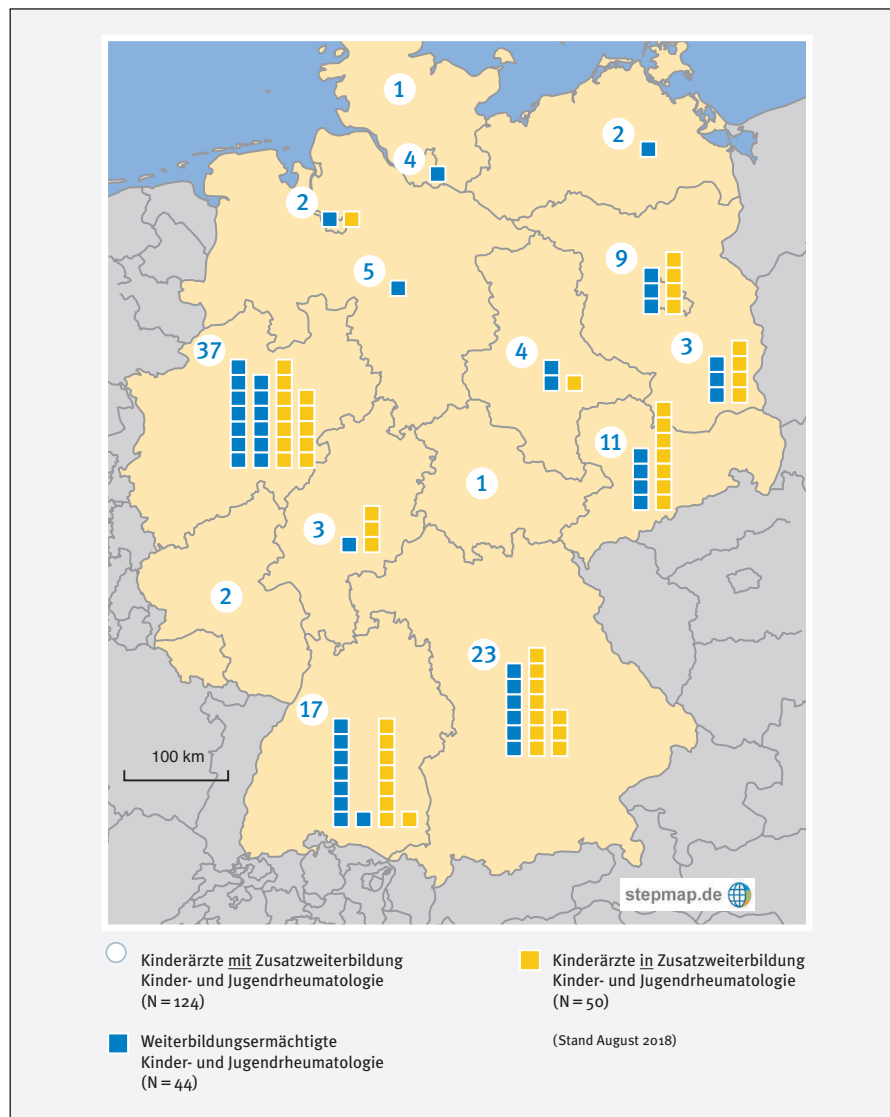 1
2
4
2
9
5
37
4
3
11
1
3
2
23
17
100 km
stepmap.de
Kinderärzte mit Zusatzweiterbildung
Kinder- und Jugendrheumatologie
(N = 124)
Weiterbildungsermächtigte
Kinder- und Jugendrheumatologie
(N = 44)
Kinderärzte in Zusatzweiterbildung
Kinder- und Jugendrheumatologie
(N = 50)
(Stand August 2018)